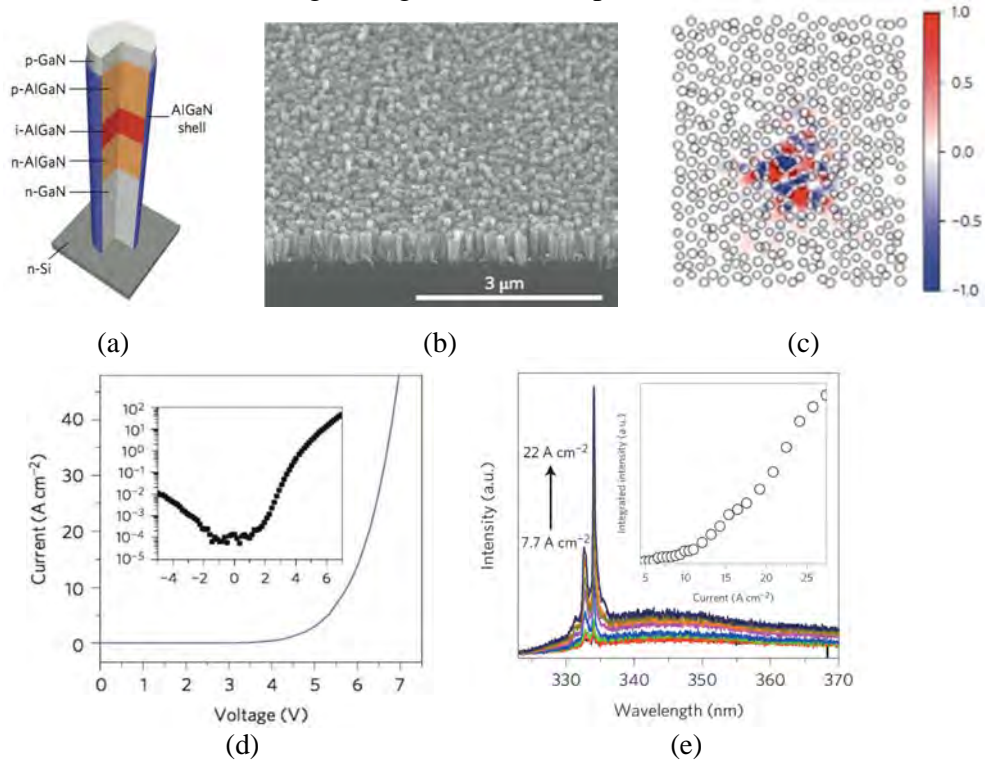 p-GaN
p-AlGaN
i-AlGaN
n-AlGaN
n-GaN
n-Si
AlGaN
shell
3 μm
1.0
0.5
0.0
−0.5
−1.0
(a)
(b)
(c)
Current (A cm⁻²)
40
30
20
10
0
10²
10¹
10⁰
10⁻¹
10⁻²
10⁻³
10⁻⁴
10⁻⁵
−4 −2 0 2 4 6
0 1 2 3 4 5 6 7
Voltage (V)
Intensity (a.u.)
22 A cm⁻²
7.7 A cm⁻²
Integrated intensity (a.u.)
5 10 15 20 25
Current (A cm⁻²)
330 340 350 360 370
Wavelength (nm)
(d)
(e)